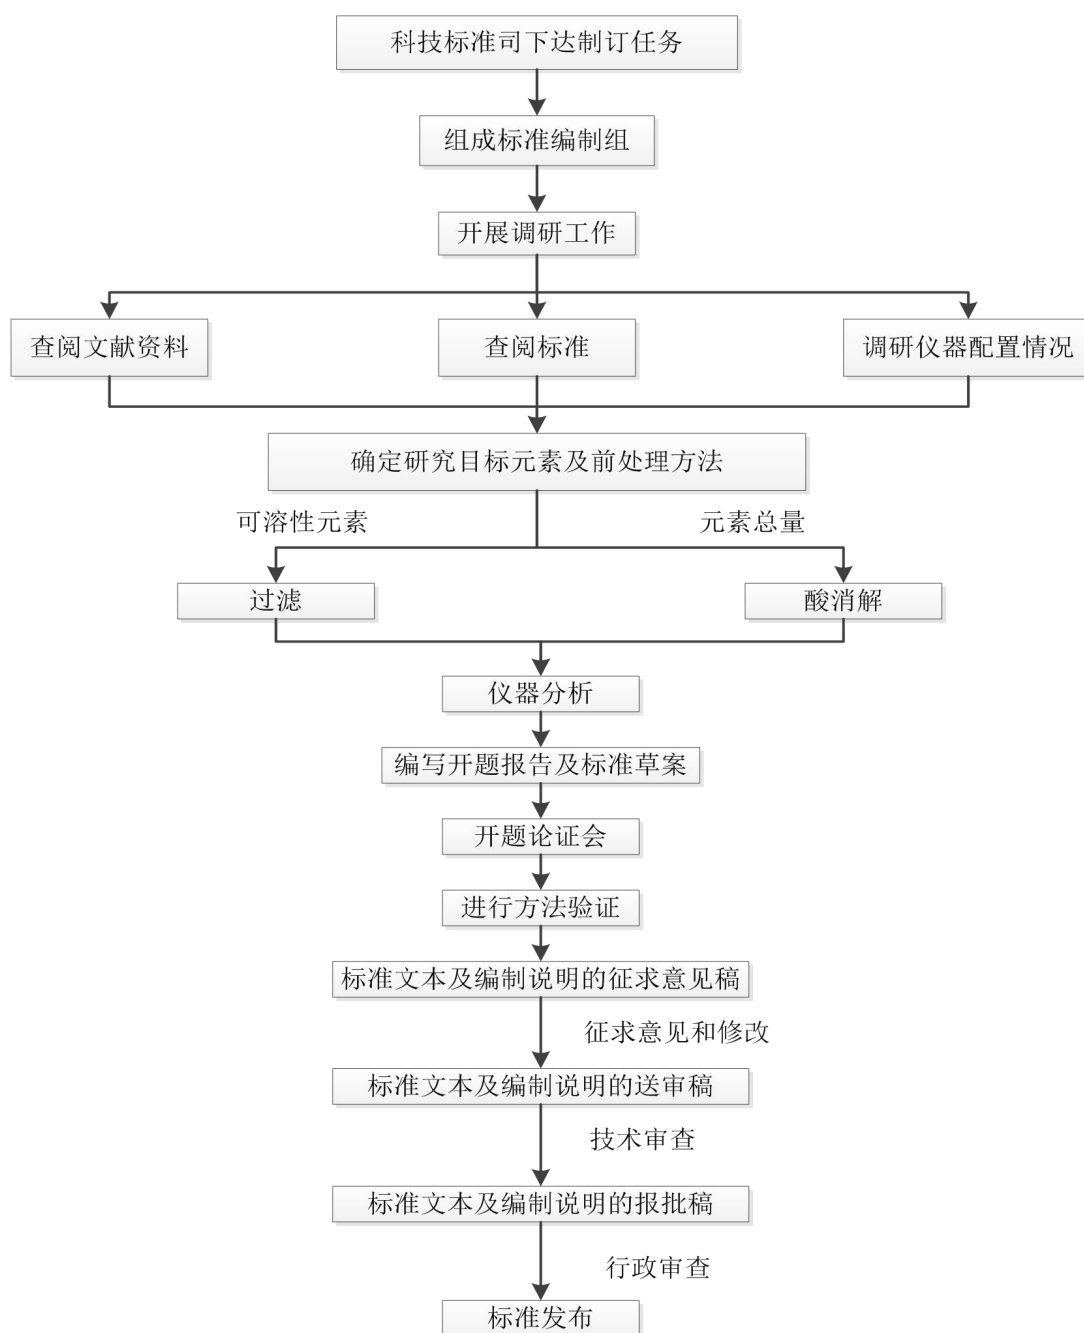 科技标准司下达制订任务
组成标准编制组
开展调研工作
查阅文献资料
查阅标准
调研仪器配置情况
确定研究目标元素及前处理方法
可溶性元素
元素总量
过滤
酸消解
仪器分析
编写开题报告及标准草案
开题论证会
进行方法验证
标准文本及编制说明的征求意见稿
征求意见和修改
标准文本及编制说明的送审稿
技术审查
标准文本及编制说明的报批稿
行政审查
标准发布